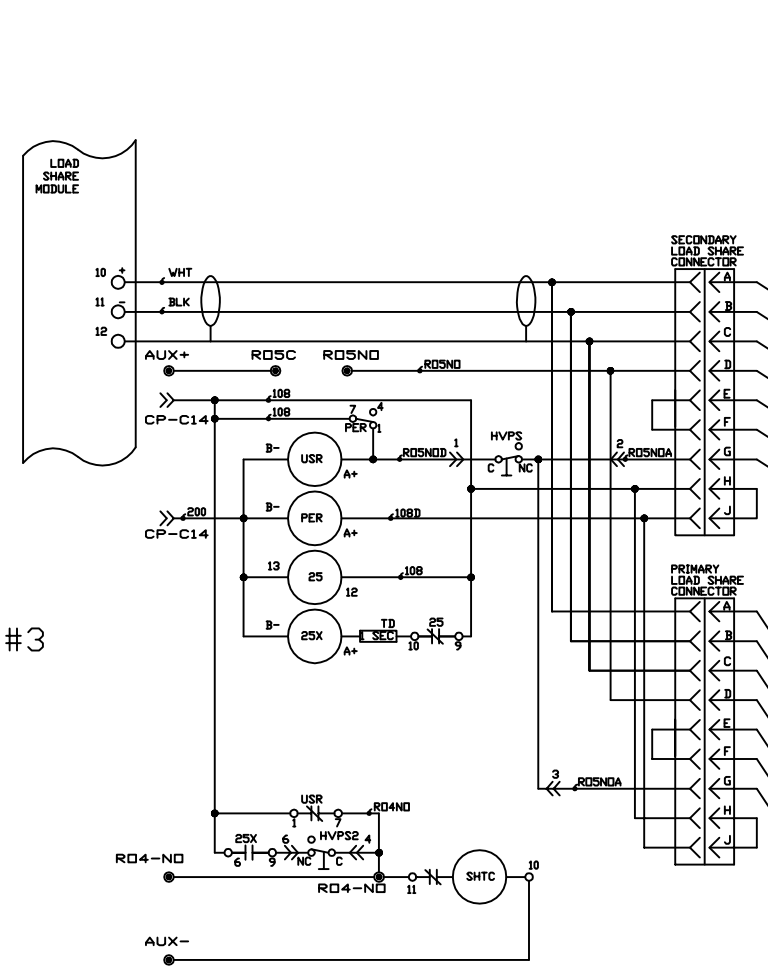 LOAD
SHARE
MODULE
SECONDARY
LOAD SHARE
CONNECTOR
10 + WHT A
11 - BLK B
12 C
AUX+ R05C R05NO R05NO D
108 E
CP-C14 108 7 4 F
PER 1
B- USR A+ R05NOD 1 HVPS C NC 2 R05NOA G
H
200 B- PER A+ 108D J
CP-C14
13 25 12 108
PRIMARY
LOAD SHARE
CONNECTOR
A
#3 B- 25X A+ TD 1 SEC 10 25 9 B
C
D
E
F
3 R05NOA G
USR 1 7 R04NO H
25X 6 9 6 HVPS2 NC C 4 J
R04-NO R04-NO 11 SHTC 10
AUX-